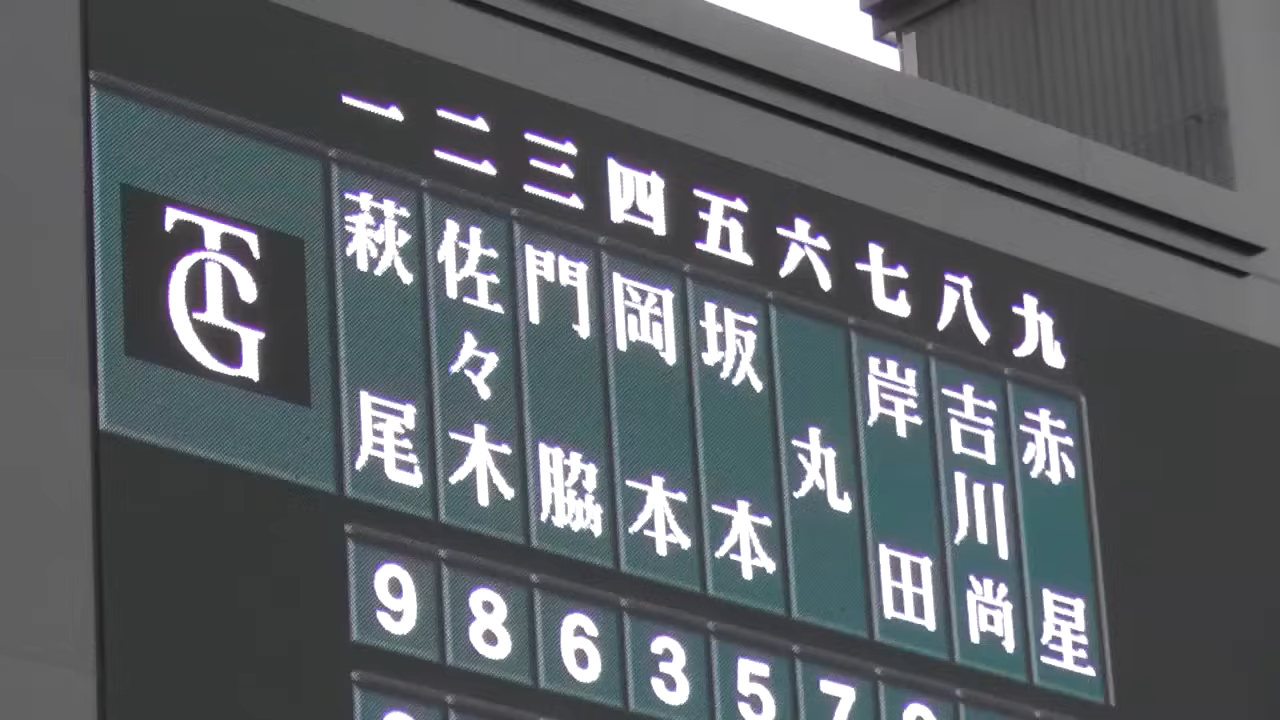 一 二 三 四 五 六 七 八 九
TG
萩尾
佐々木
門脇
岡本
坂本
丸
岸田
吉川尚
赤星
9 8 6 3 5 7